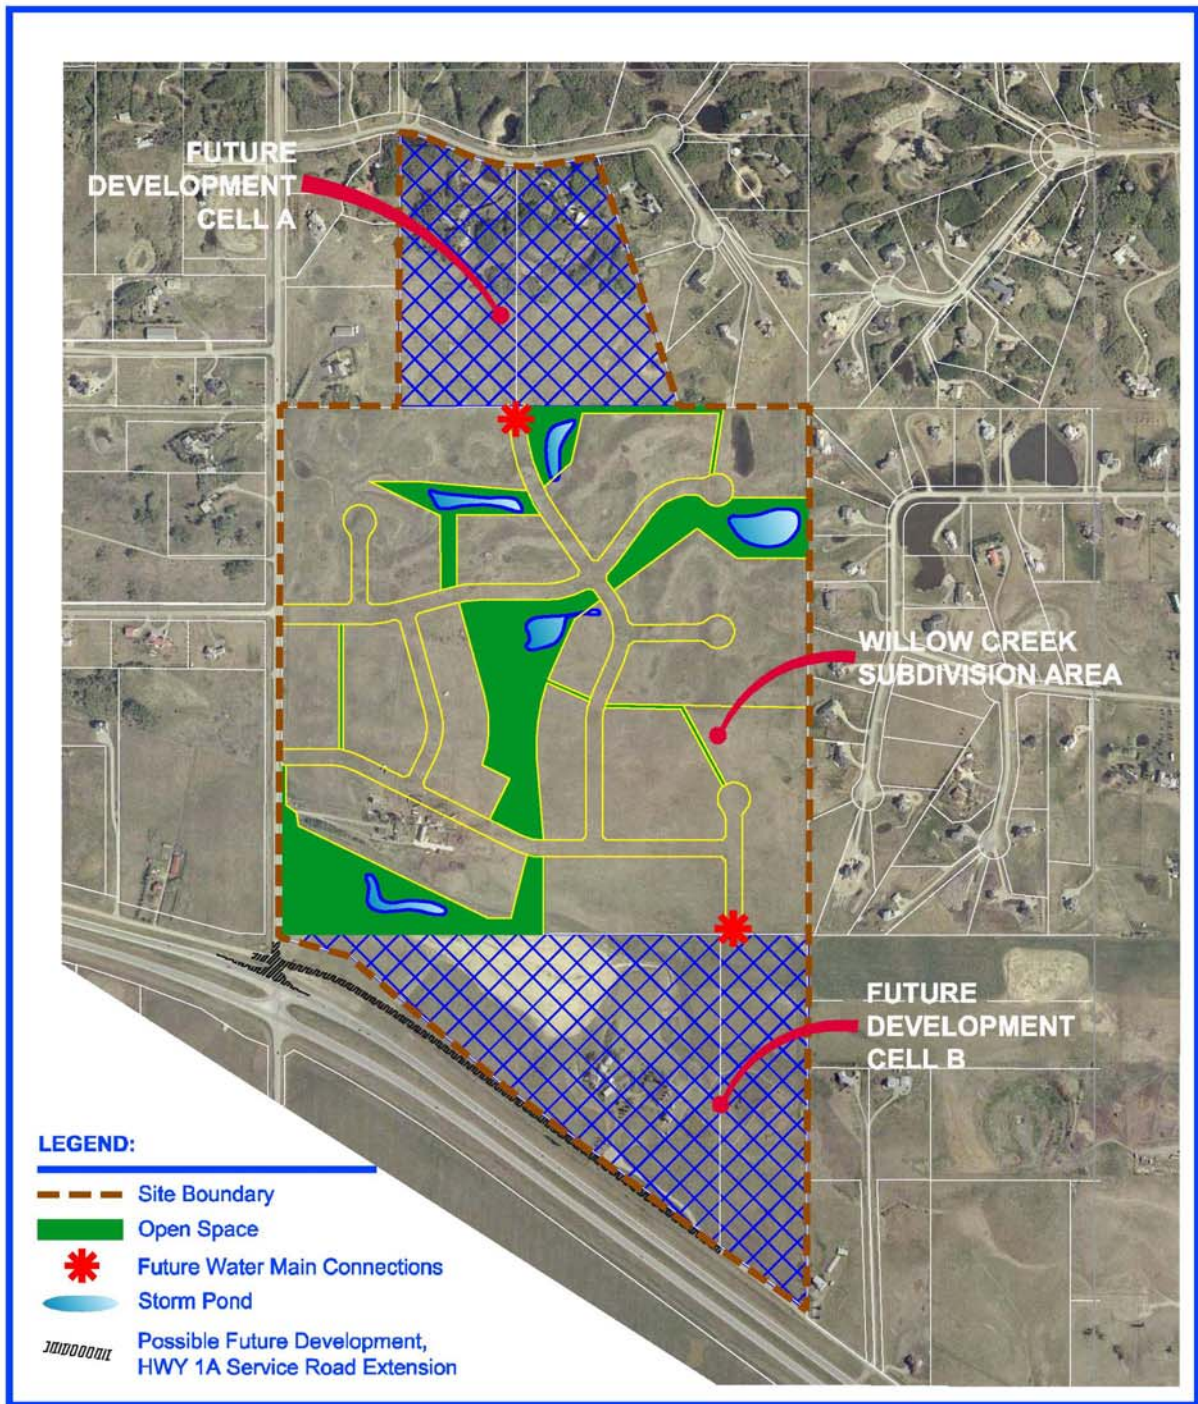 FUTURE
DEVELOPMENT
CELL A
WILLOW CREEK
SUBDIVISION AREA
FUTURE
DEVELOPMENT
CELL B
LEGEND:
Site Boundary
Open Space
Future Water Main Connections
Storm Pond
Possible Future Development,
HWY 1A Service Road Extension